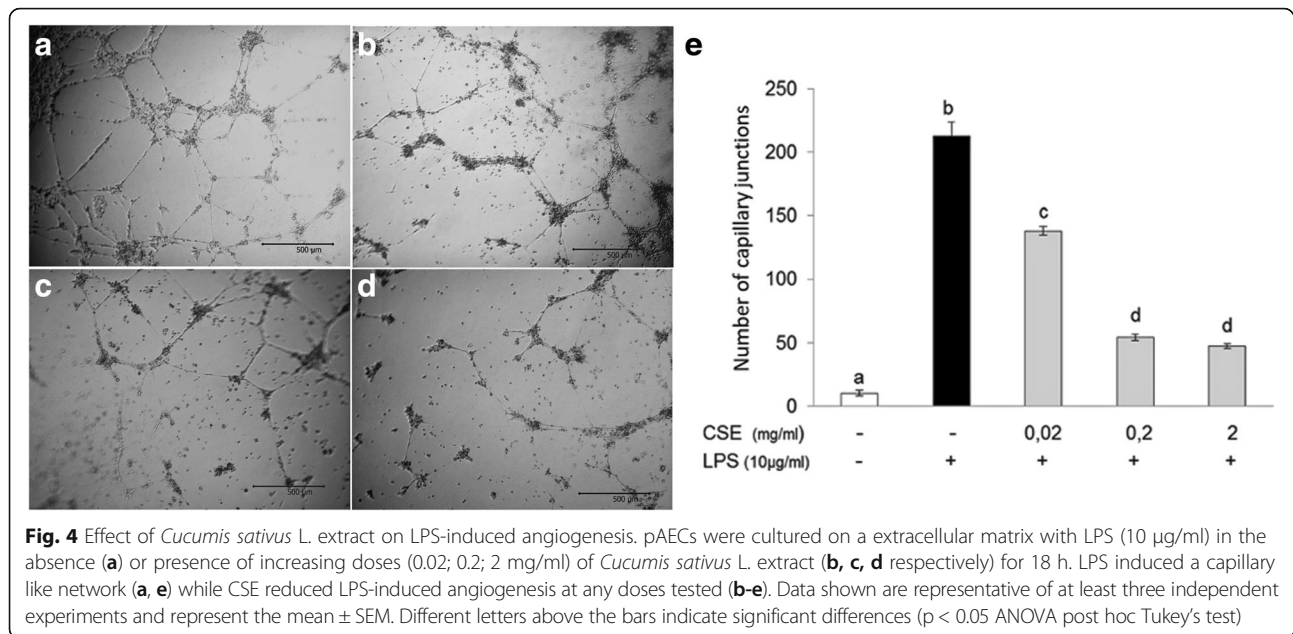 a
b
500 µm
500 µm
c
d
500 µm
500 µm
e
Number of capillary junctions
250
200
150
100
50
0
a
b
c
d
d
CSE (mg/ml) - - 0,02 0,2 2
LPS (10µg/ml) - + + + +
Fig. 4 Effect of Cucumis sativus L. extract on LPS-induced angiogenesis. pAECs were cultured on a extracellular matrix with LPS (10 µg/ml) in the
absence (a) or presence of increasing doses (0.02; 0.2; 2 mg/ml) of Cucumis sativus L. extract (b, c, d respectively) for 18 h. LPS induced a capillary
like network (a, e) while CSE reduced LPS-induced angiogenesis at any doses tested (b-e). Data shown are representative of at least three independent
experiments and represent the mean ± SEM. Different letters above the bars indicate significant differences (p < 0.05 ANOVA post hoc Tukey's test)